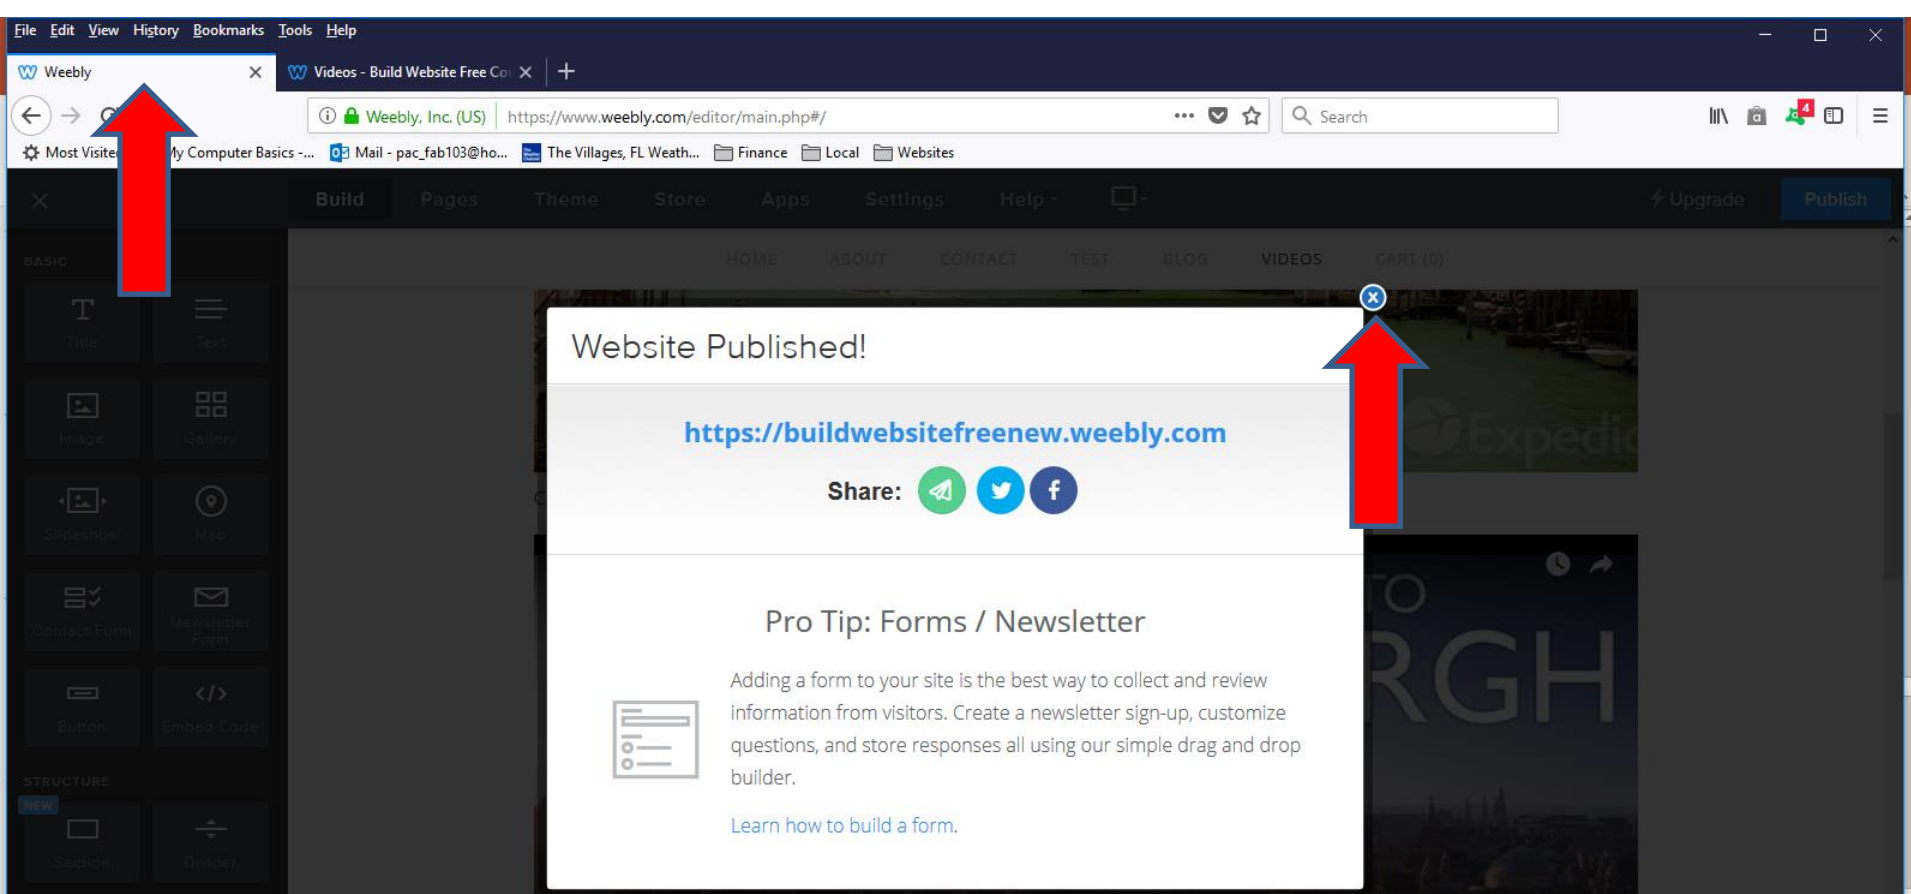 File Edit View History Bookmarks Tools Help
Weebly
Videos - Build Website Free Co
Weebly, Inc. (US) https://www.weebly.com/editor/main.php#/
Search
4
Most Visited
My Computer Basics -...
Mail - pac_fab103@ho...
The Villages, FL Weath...
Finance
Local
Websites
Build Pages Theme Store Apps Settings Help
Upgrade
Publish
HOME ABOUT CONTACT TEST BLOG VIDEOS CART (0)
BASIC
Title
Text
Image
Gallery
Slideshow
Map
Contact Form
Newsletter
Form
Button
Embed Code
STRUCTURE
NEW
Section
Divider
Website Published!
https://buildwebsitefreenew.weebly.com
Share:
Pro Tip: Forms / Newsletter
Adding a form to your site is the best way to collect and review
information from visitors. Create a newsletter sign-up, customize
questions, and store responses all using our simple drag and drop
builder.
Learn how to build a form.
Expedia
TO
RGH